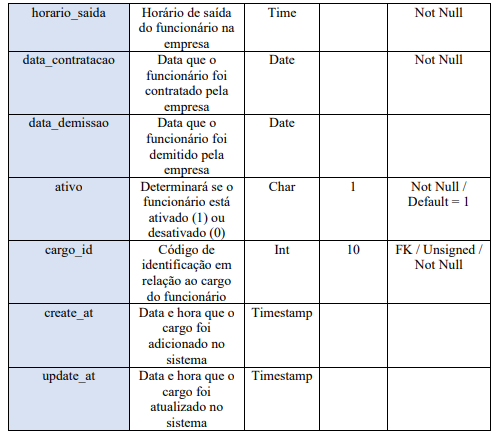 horario_saida
Horário de saída
do funcionário na
empresa
Time
Not Null
data_contratacao
Data que o
funcionário foi
contratado pela
empresa
Date
Not Null
data_demissao
Data que o
funcionário foi
demitido pela
empresa
Date
ativo
Determinará se o
funcionário está
ativado (1) ou
desativado (0)
Char
1
Not Null /
Default = 1
cargo_id
Código de
identificação em
relação ao cargo
do funcionário
Int
10
FK / Unsigned /
Not Null
create_at
Data e hora que o
cargo foi
adicionado no
sistema
Timestamp
update_at
Data e hora que o
cargo foi
atualizado no
sistema
Timestamp